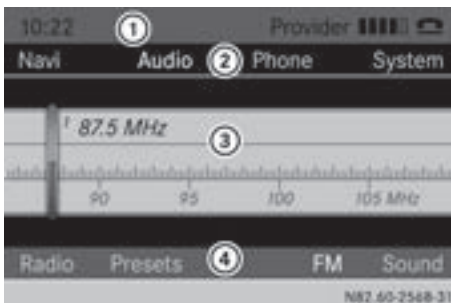 10:22 1 Provider
Navi Audio 2 Phone System
1 87.5 MHz
3
90 95 100 105 MHz
Radio Presets 4 FM Sound
N82.60-2568-31